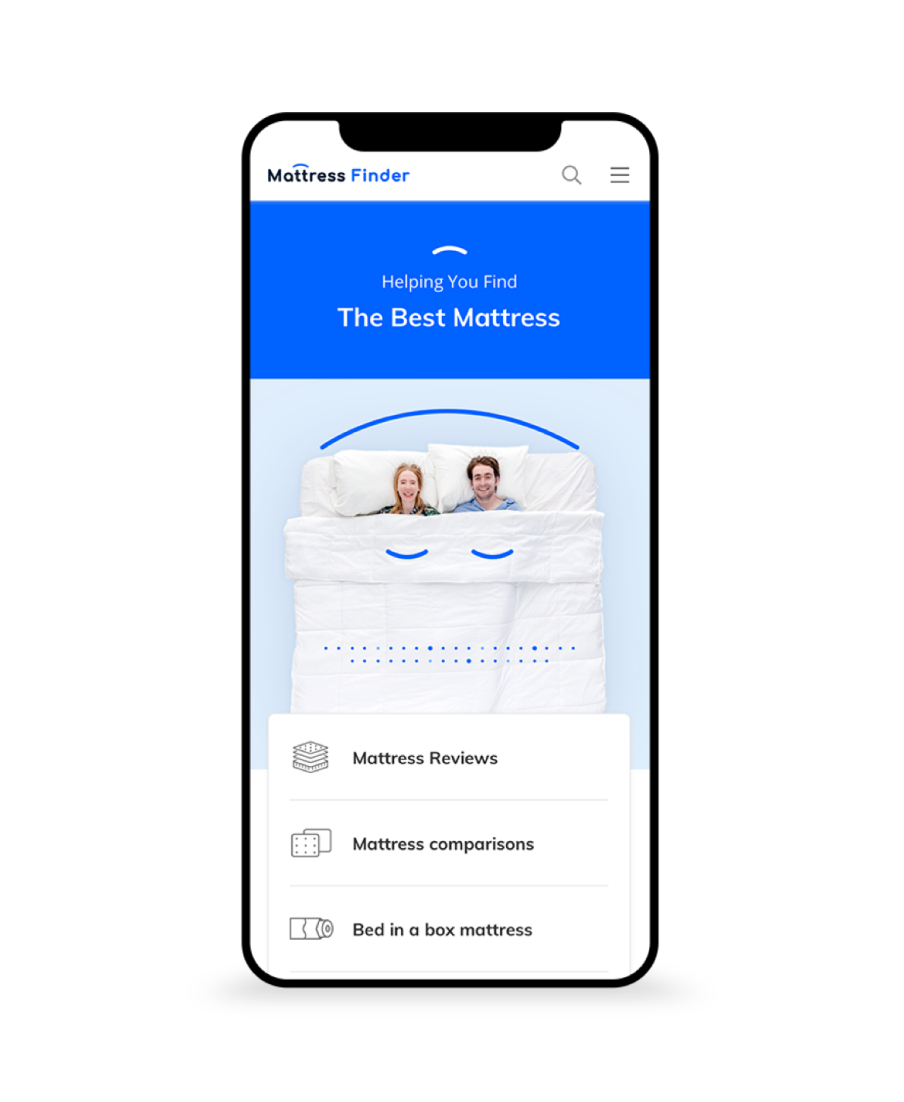 Mattress Finder
Helping You Find
The Best Mattress
Mattress Reviews
Mattress comparisons
Bed in a box mattress